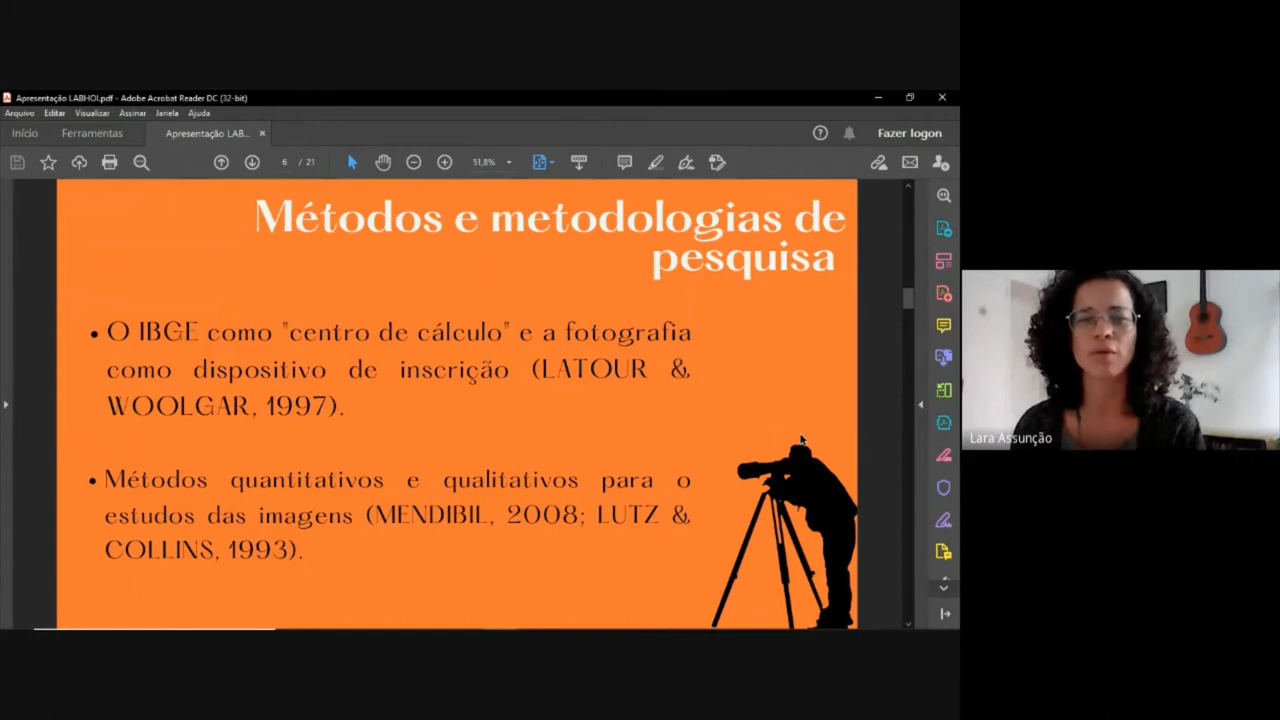 Apresentação LABHOI.pdf - Adobe Acrobat Reader DC (32-bit)
Arquivo Editar Visualizar Assinar Janela Ajuda
Início Ferramentas Apresentação LAB... ×
Fazer logon
6 / 21 51,8%
Métodos e metodologias de
pesquisa
• O IBGE como "centro de cálculo" e a fotografia
como dispositivo de inscrição (LATOUR &
WOOLGAR, 1997).
• Métodos quantitativos e qualitativos para o
estudos das imagens (MENDIBIL, 2008; LUTZ &
COLLINS, 1993).
Lara Assunção